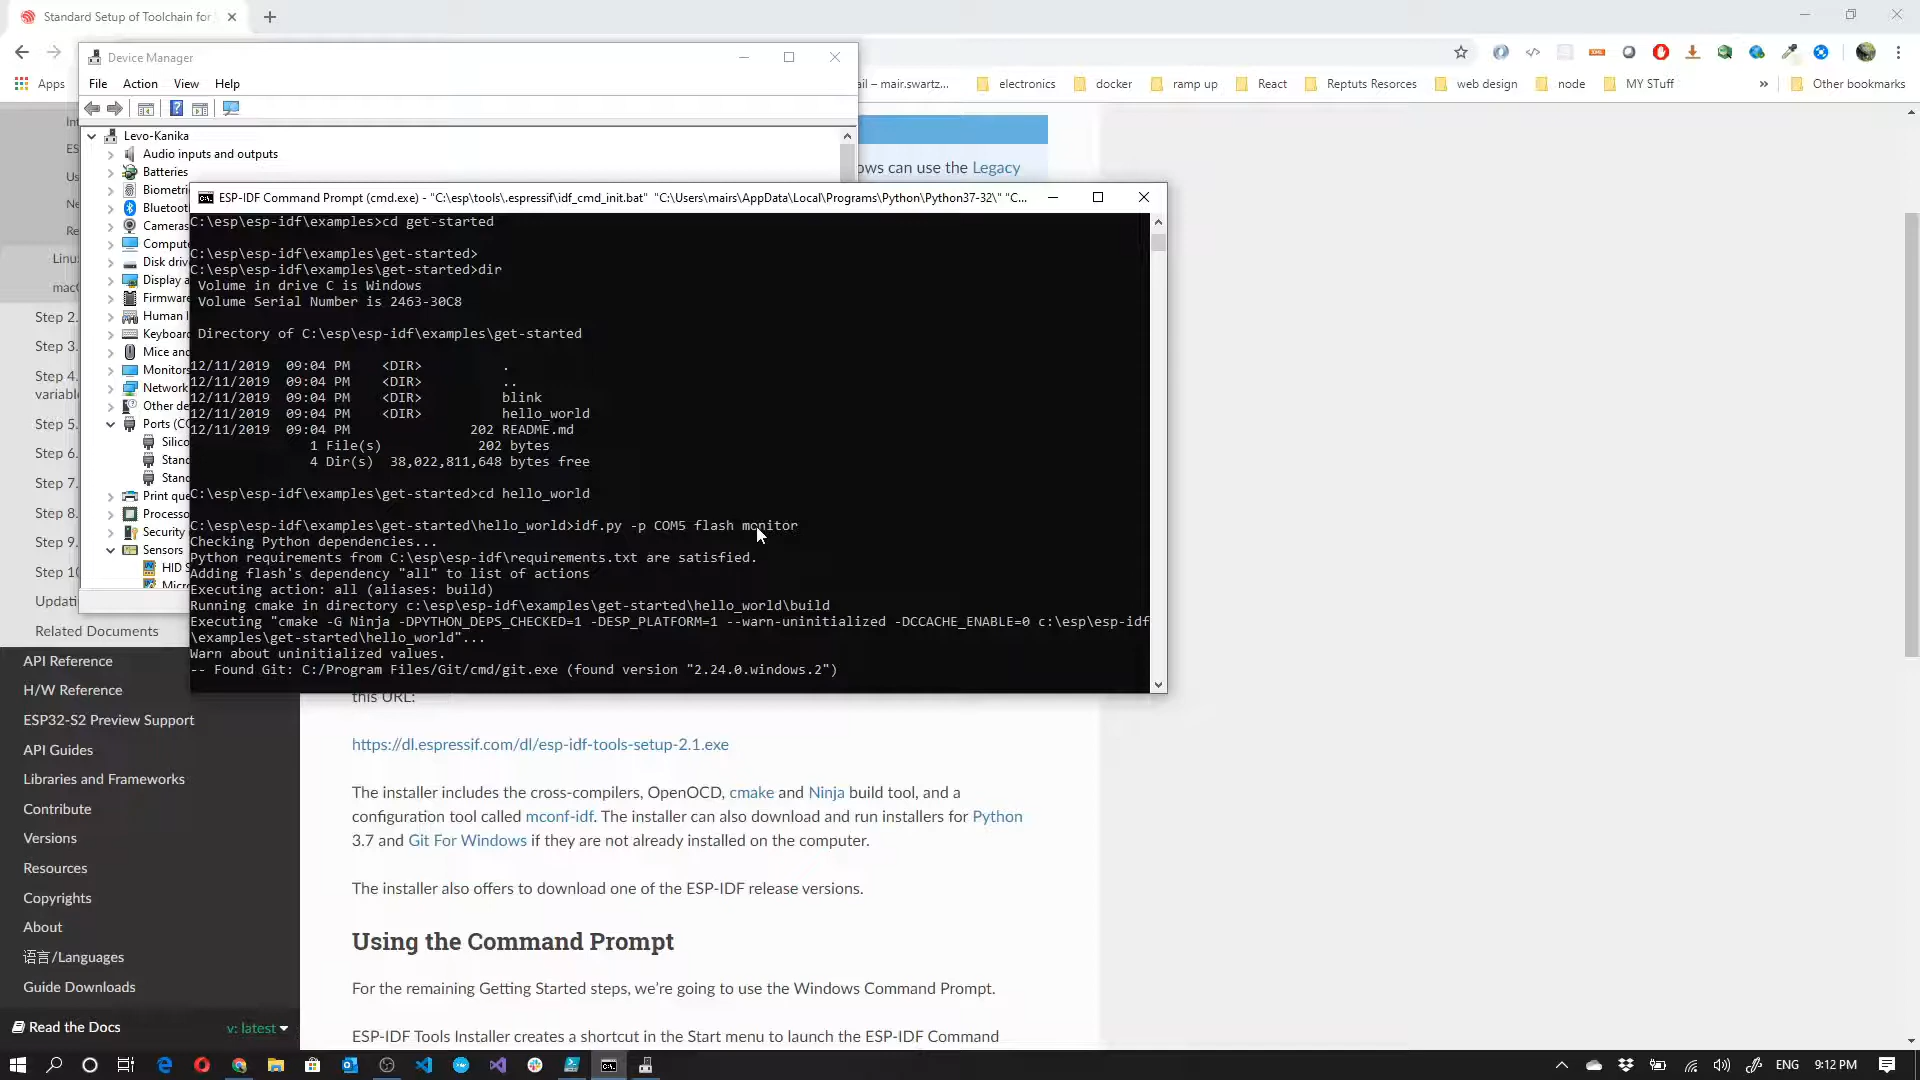 Standard Setup of Toolchain for
Apps
ail – mair.swartz...
electronics
docker
ramp up
React
Reptuts Resorces
web design
node
MY STuff
»
Other bookmarks
Device Manager
File Action View Help
Levo-Kanika
Audio inputs and outputs
Batteries
Biometri
Bluetoot
Cameras
Compute
Disk driv
Display a
Firmware
Human I
Keyboard
Mice and
Monitors
Network
Other de
Ports (CO
Silico
Stand
Stand
Print que
Processo
Security
Sensors
HID S
Micr
ows can use the Legacy
ESP-IDF Command Prompt (cmd.exe) - "C:\esp\tools\.espressif\idf_cmd_init.bat" "C:\Users\mairs\AppData\Local\Programs\Python\Python37-32\" "C...
C:\esp\esp-idf\examples>cd get-started
C:\esp\esp-idf\examples\get-started>
C:\esp\esp-idf\examples\get-started>dir
Volume in drive C is Windows
Volume Serial Number is 2463-30C8
Directory of C:\esp\esp-idf\examples\get-started
12/11/2019 09:04 PM <DIR> .
12/11/2019 09:04 PM <DIR> ..
12/11/2019 09:04 PM <DIR> blink
12/11/2019 09:04 PM <DIR> hello_world
12/11/2019 09:04 PM 202 README.md
1 File(s) 202 bytes
4 Dir(s) 38,022,811,648 bytes free
C:\esp\esp-idf\examples\get-started>cd hello_world
C:\esp\esp-idf\examples\get-started\hello_world>idf.py -p COM5 flash monitor
Checking Python dependencies...
Python requirements from C:\esp\esp-idf\requirements.txt are satisfied.
Adding flash's dependency "all" to list of actions
Executing action: all (aliases: build)
Running cmake in directory c:\esp\esp-idf\examples\get-started\hello_world\build
Executing "cmake -G Ninja -DPYTHON_DEPS_CHECKED=1 -DESP_PLATFORM=1 --warn-uninitialized -DCCACHE_ENABLE=0 c:\esp\esp-idf
\examples\get-started\hello_world"...
Warn about uninitialized values.
-- Found Git: C:/Program Files/Git/cmd/git.exe (found version "2.24.0.windows.2")
Int
ES
Us
Ne
Re
Linu
mac
Step 2.
Step 3.
Step 4.
variabl
Step 5.
Step 6.
Step 7.
Step 8.
Step 9.
Step 10
Updati
Related Documents
API Reference
H/W Reference
ESP32-S2 Preview Support
API Guides
Libraries and Frameworks
Contribute
Versions
Resources
Copyrights
About
语言/Languages
Guide Downloads
Read the Docs
v: latest
this URL:
https://dl.espressif.com/dl/esp-idf-tools-setup-2.1.exe
The installer includes the cross-compilers, OpenOCD, cmake and Ninja build tool, and a
configuration tool called mconf-idf. The installer can also download and run installers for Python
3.7 and Git For Windows if they are not already installed on the computer.
The installer also offers to download one of the ESP-IDF release versions.
Using the Command Prompt
For the remaining Getting Started steps, we're going to use the Windows Command Prompt.
ESP-IDF Tools Installer creates a shortcut in the Start menu to launch the ESP-IDF Command
ENG
9:12 PM